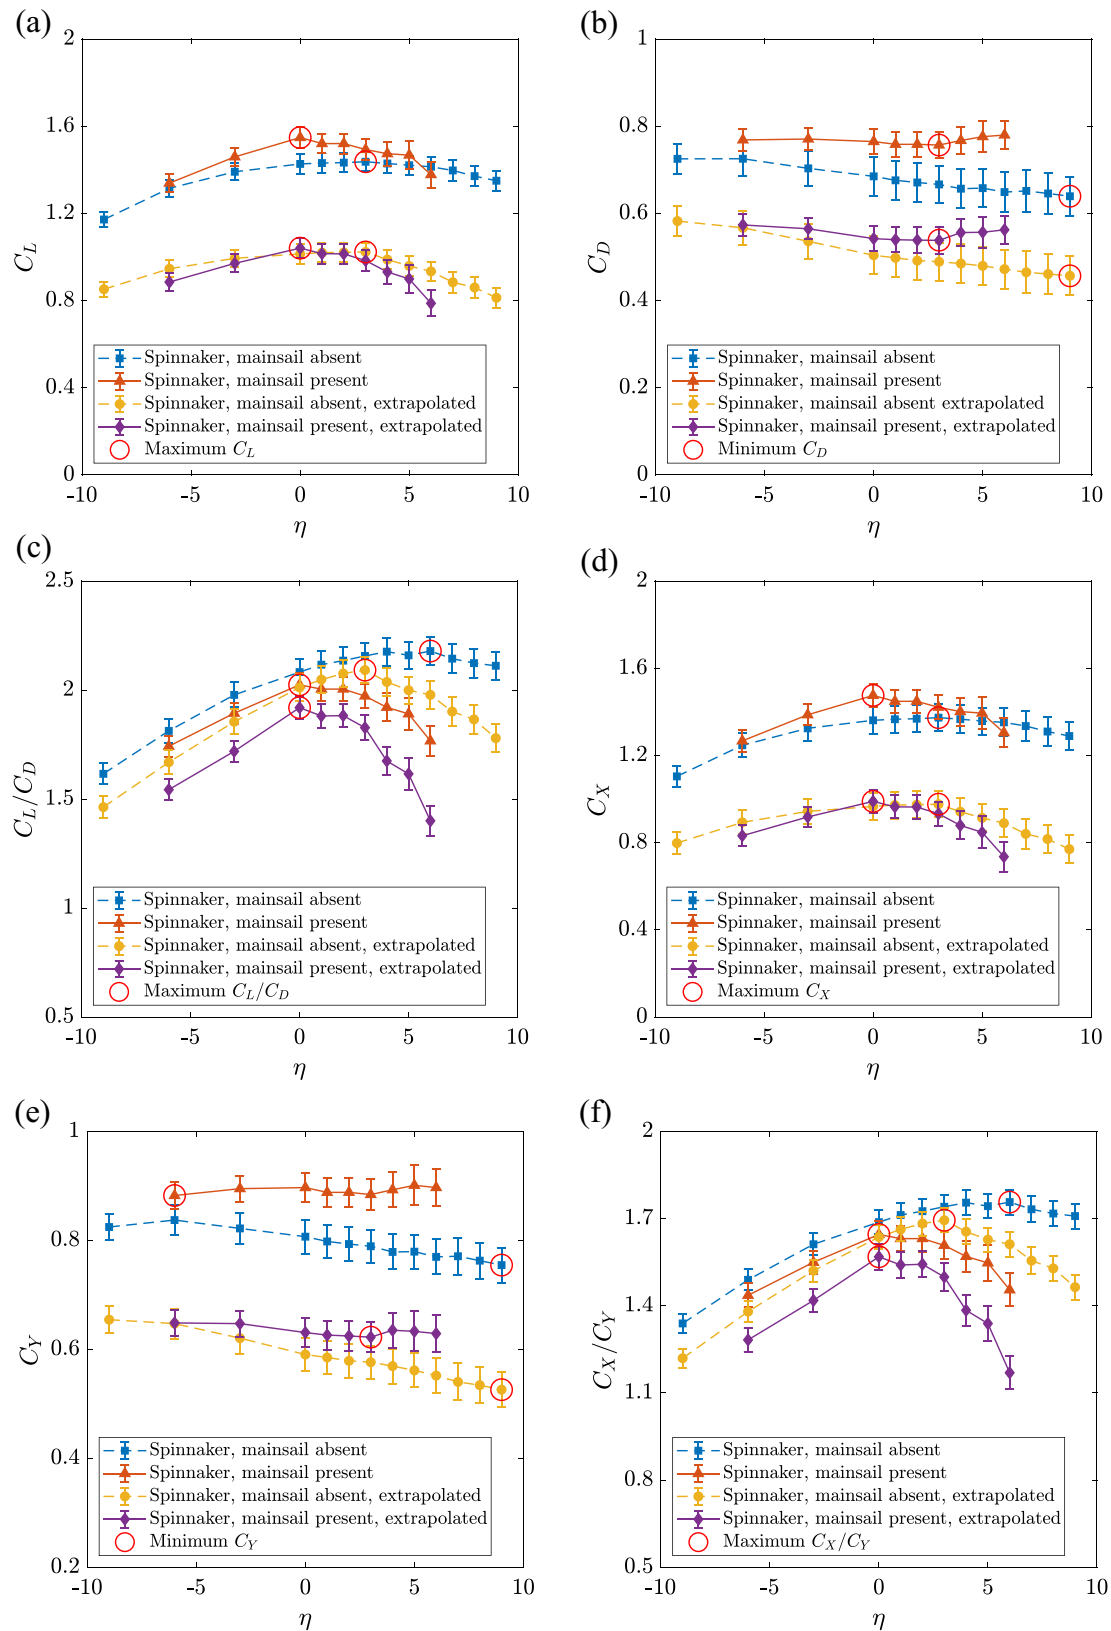 (a)
2
1.6
1.2
0.8
0.4
0
C_L
Spinnaker, mainsail absent
Spinnaker, mainsail present
Spinnaker, mainsail absent, extrapolated
Spinnaker, mainsail present, extrapolated
Maximum C_L
-10 -5 0 5 10
η
(b)
1
0.8
0.6
0.4
0.2
0
C_D
Spinnaker, mainsail absent
Spinnaker, mainsail present
Spinnaker, mainsail absent extrapolated
Spinnaker, mainsail present, extrapolated
Minimum C_D
-10 -5 0 5 10
η
(c)
2.5
2
1.5
1
0.5
C_L/C_D
Spinnaker, mainsail absent
Spinnaker, mainsail present
Spinnaker, mainsail absent, extrapolated
Spinnaker, mainsail present, extrapolated
Maximum C_L/C_D
-10 -5 0 5 10
η
(d)
2
1.6
1.2
0.8
0.4
0
C_X
Spinnaker, mainsail absent
Spinnaker, mainsail present
Spinnaker, mainsail absent, extrapolated
Spinnaker, mainsail present, extrapolated
Maximum C_X
-10 -5 0 5 10
η
(e)
1
0.8
0.6
0.4
0.2
C_Y
Spinnaker, mainsail absent
Spinnaker, mainsail present
Spinnaker, mainsail absent, extrapolated
Spinnaker, mainsail present, extrapolated
Minimum C_Y
-10 -5 0 5 10
η
(f)
2
1.7
1.4
1.1
0.8
0.5
C_X/C_Y
Spinnaker, mainsail absent
Spinnaker, mainsail present
Spinnaker, mainsail absent, extrapolated
Spinnaker, mainsail present, extrapolated
Maximum C_X/C_Y
-10 -5 0 5 10
η